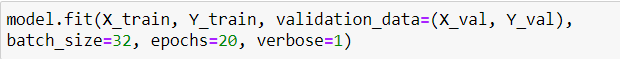 model.fit(X_train, Y_train, validation_data=(X_val, Y_val),
batch_size=32, epochs=20, verbose=1)